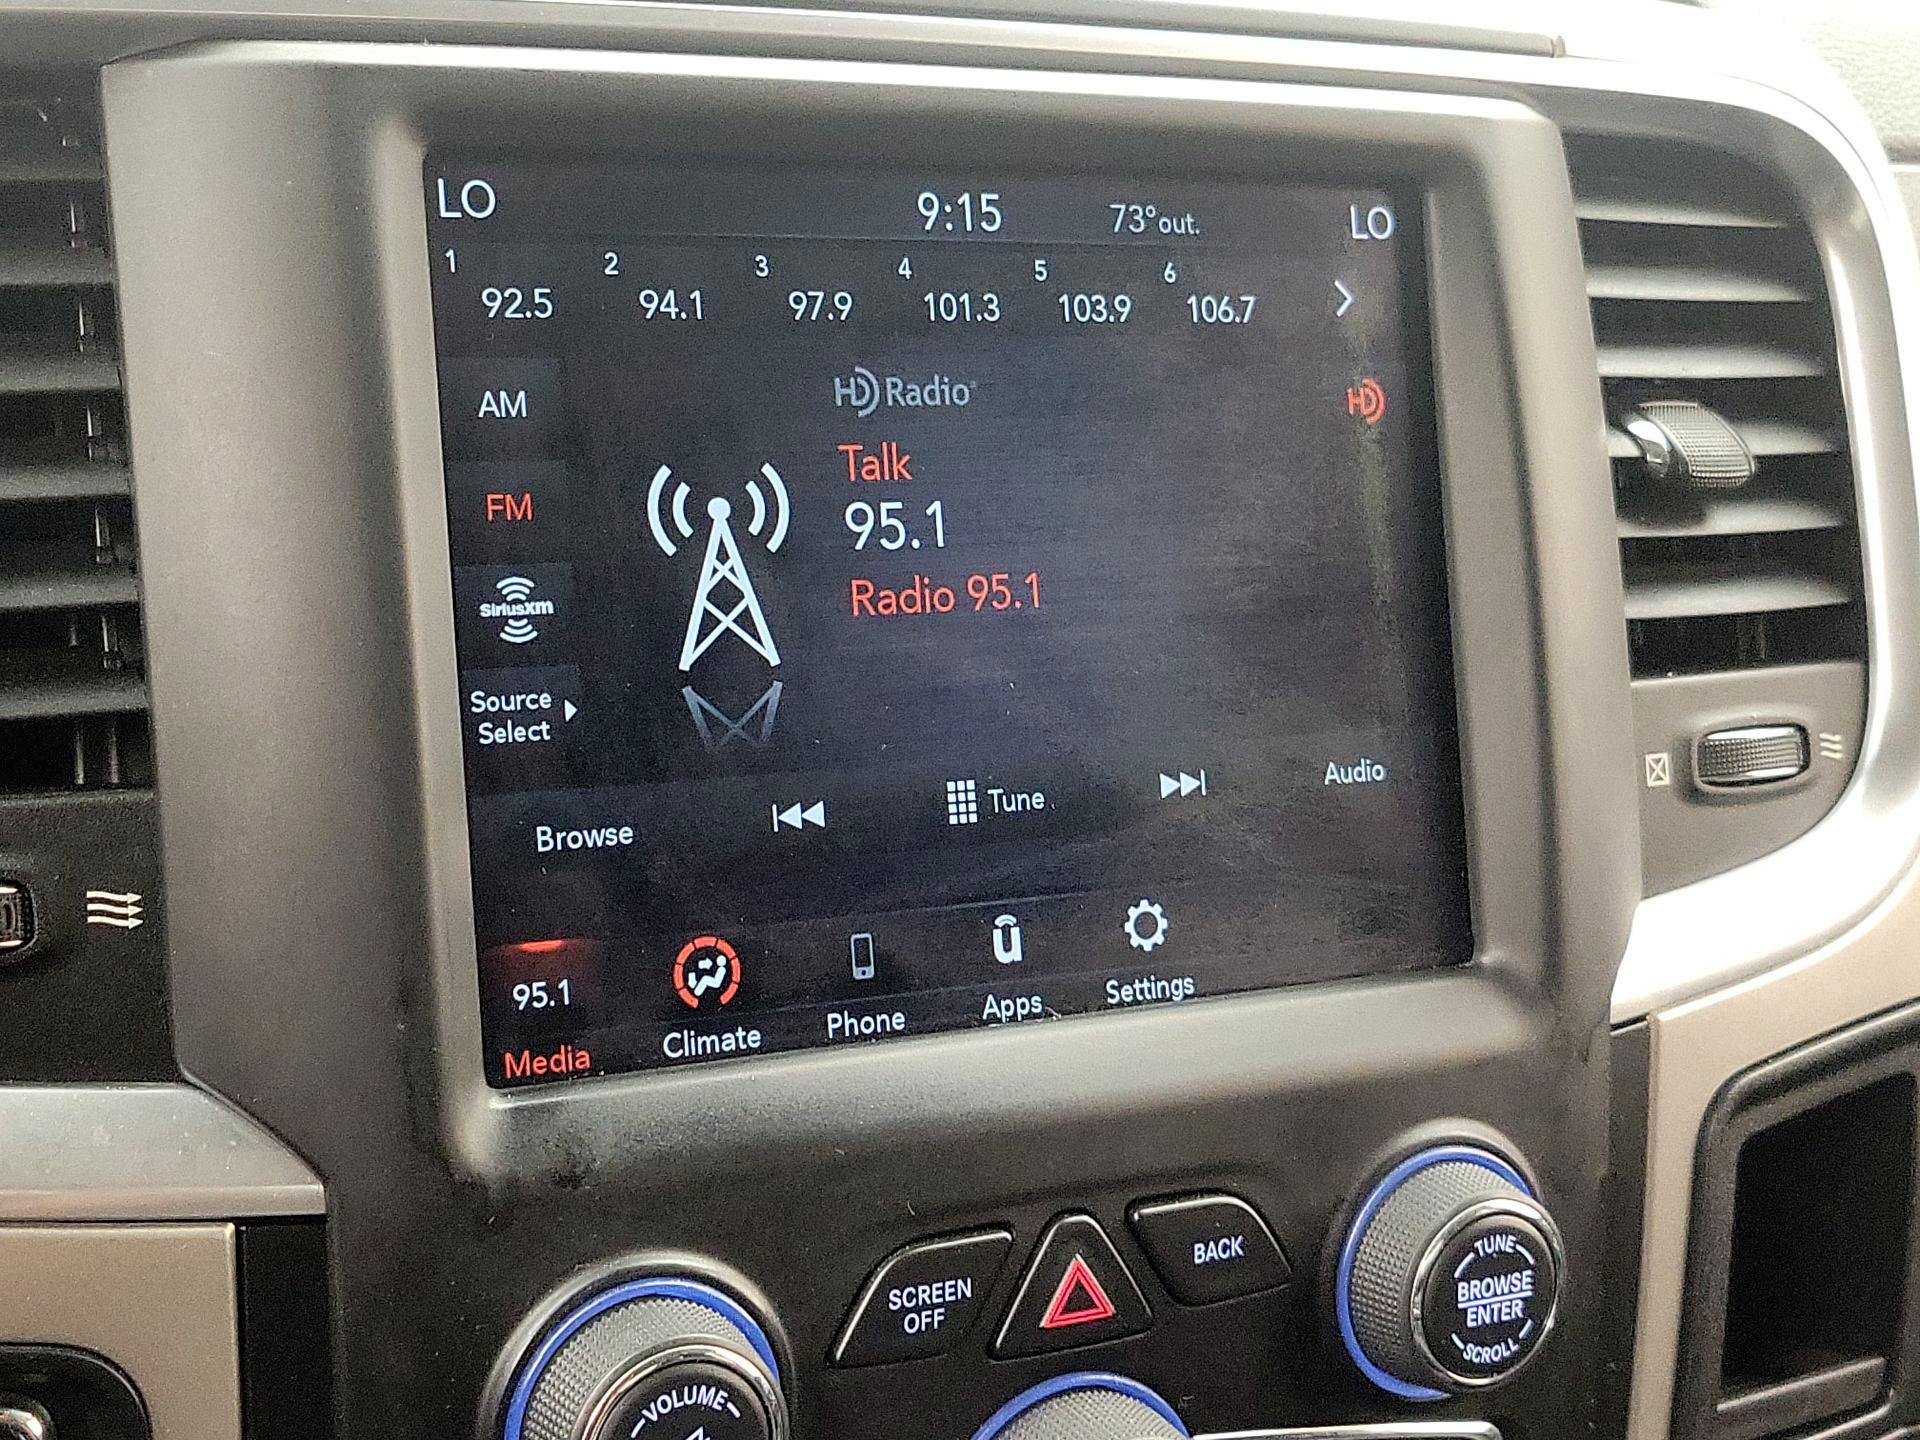 LO 9:15 73° out. LO
1 2 3 4 5 6
92.5 94.1 97.9 101.3 103.9 106.7
HD Radio
HD
AM
Talk
FM
95.1
Radio 95.1
SiriusXM
Source
Select
Browse
Tune
Audio
95.1
Media
Climate
Phone
Apps
Settings
SCREEN
OFF
BACK
TUNE
BROWSE
ENTER
SCROLL
VOLUME